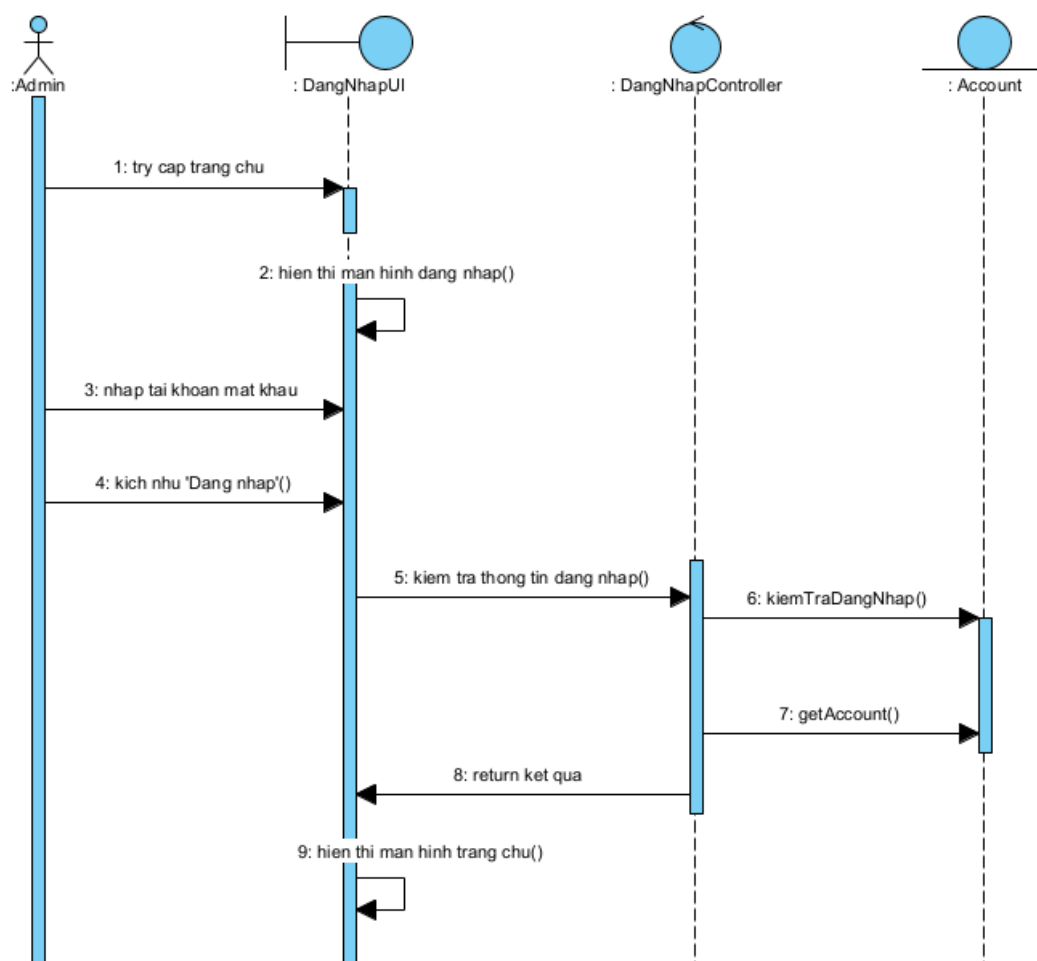 :Admin
: DangNhapUI
: DangNhapController
: Account
1: try cap trang chu
2: hien thi man hinh dang nhap()
3: nhap tai khoan mat khau
4: kich nhu 'Dang nhap'()
5: kiem tra thong tin dang nhap()
6: kiemTraDangNhap()
7: getAccount()
8: return ket qua
9: hien thi man hinh trang chu()